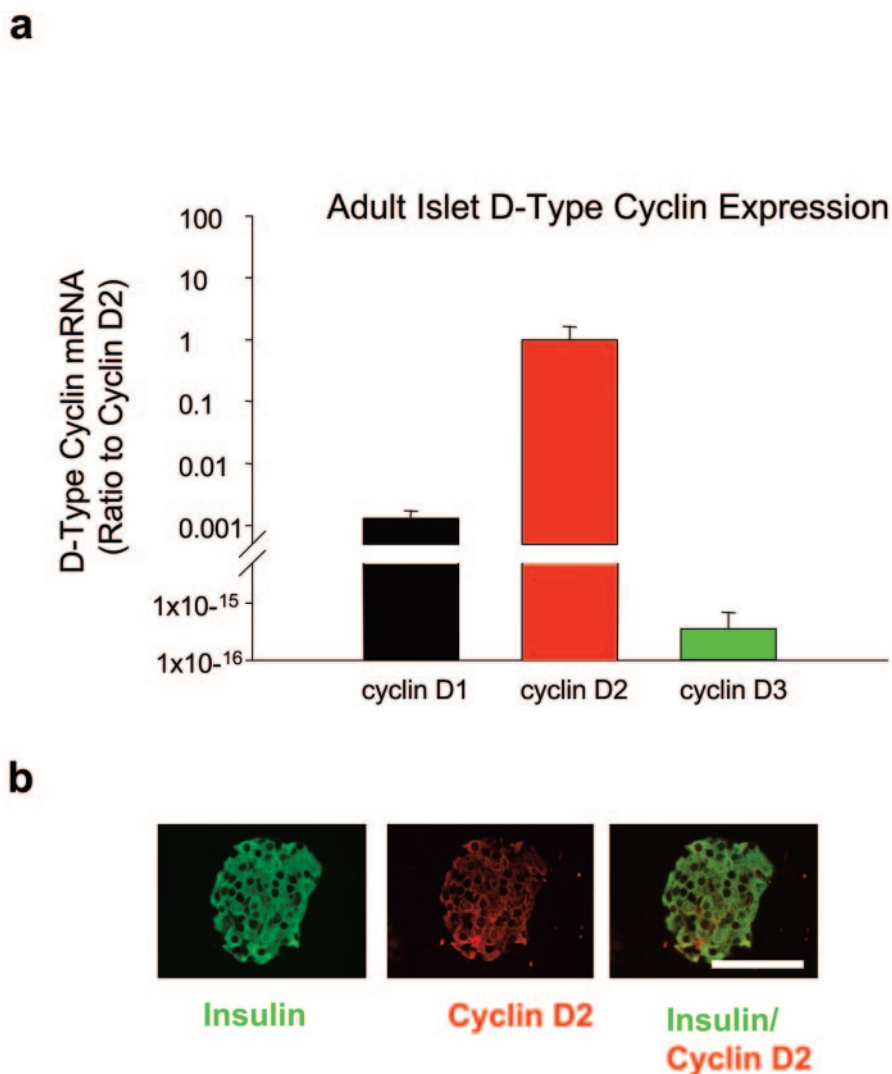 a
Adult Islet D-Type Cyclin Expression
D-Type Cyclin mRNA
(Ratio to Cyclin D2)
100
10
1
0.1
0.01
0.001
1x10-15
1x10-16
cyclin D1
cyclin D2
cyclin D3
b
Insulin
Cyclin D2
Insulin/
Cyclin D2